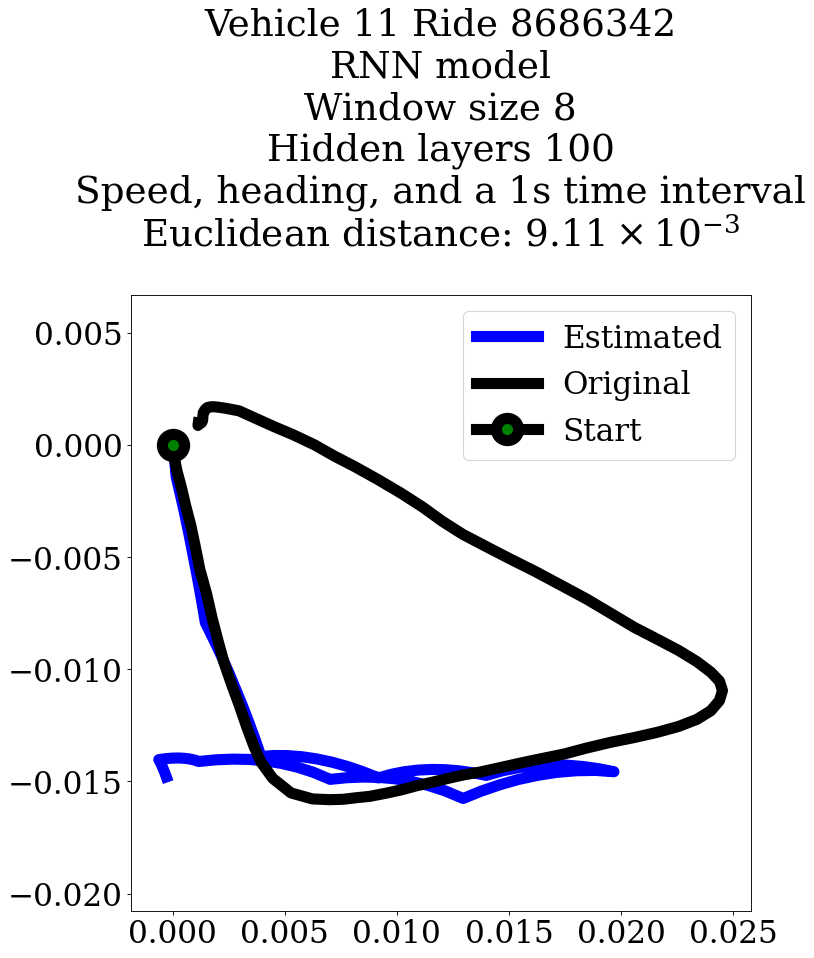 Vehicle 11 Ride 8686342
RNN model
Window size 8
Hidden layers 100
Speed, heading, and a 1s time interval
Euclidean distance: 9.11 × 10⁻³
Estimated
Original
Start
0.005
0.000
−0.005
−0.010
−0.015
−0.020
0.000 0.005 0.010 0.015 0.020 0.025